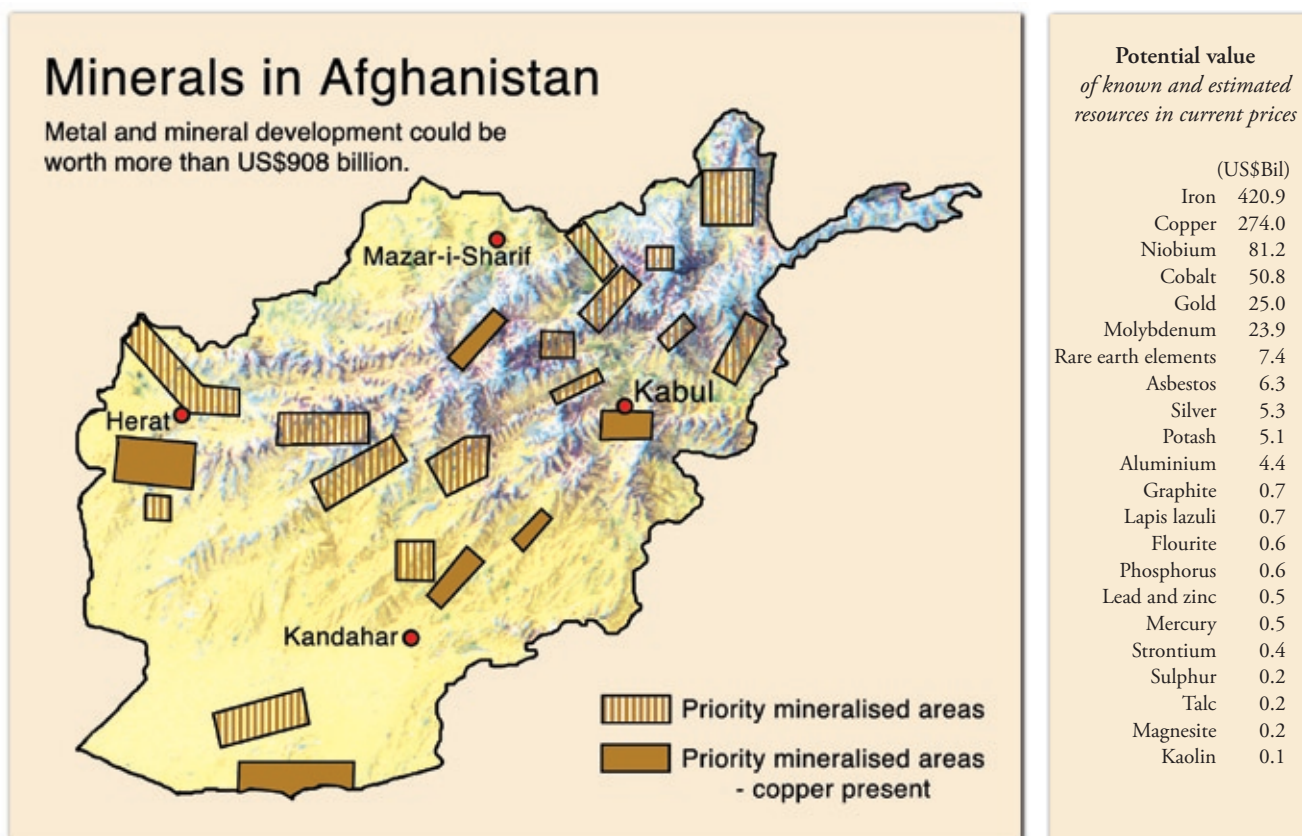 Minerals in Afghanistan
Metal and mineral development could be
worth more than US$908 billion.
Mazar-i-Sharif
Herat
Kabul
Kandahar
Priority mineralised areas
Priority mineralised areas
- copper present
Potential value
of known and estimated
resources in current prices
(US$Bil)
Iron 420.9
Copper 274.0
Niobium 81.2
Cobalt 50.8
Gold 25.0
Molybdenum 23.9
Rare earth elements 7.4
Asbestos 6.3
Silver 5.3
Potash 5.1
Aluminium 4.4
Graphite 0.7
Lapis lazuli 0.7
Flourite 0.6
Phosphorus 0.6
Lead and zinc 0.5
Mercury 0.5
Strontium 0.4
Sulphur 0.2
Talc 0.2
Magnesite 0.2
Kaolin 0.1